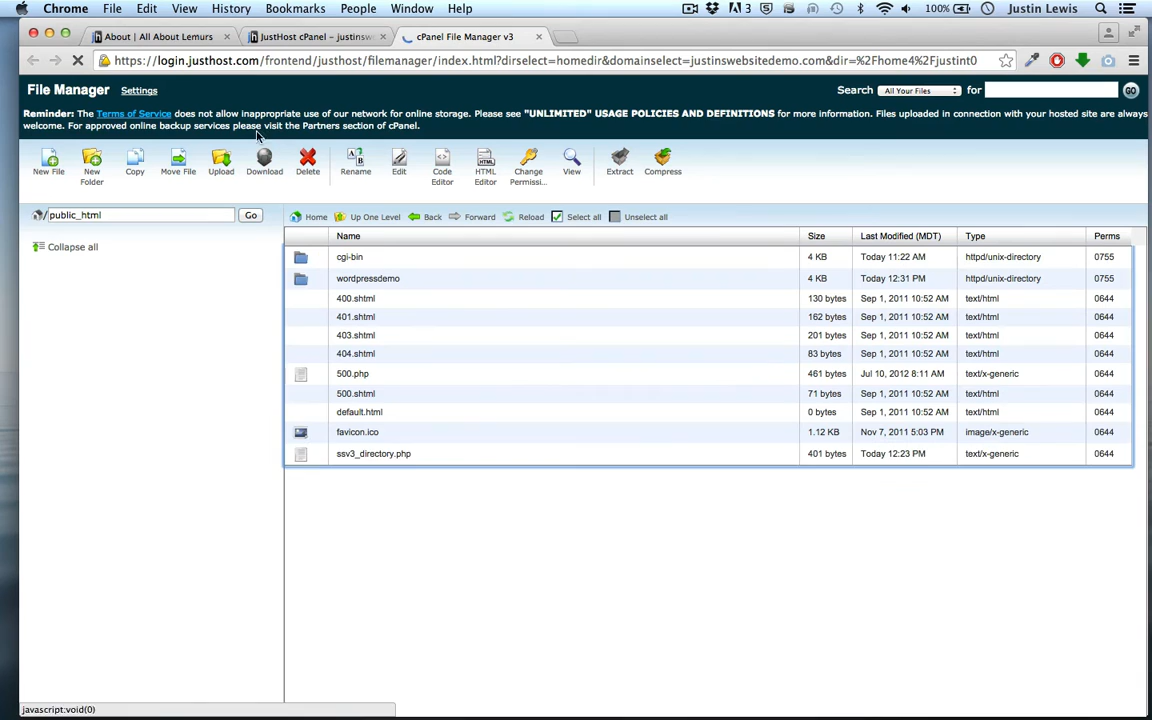 Chrome File Edit View History Bookmarks People Window Help 3 100% Justin Lewis
About | All About Lemurs JustHost cPanel – justinsw cPanel File Manager v3
https://login.justhost.com/frontend/justhost/filemanager/index.html?dirselect=homedir&domainselect=justinswebsitedemo.com&dir=%2Fhome4%2Fjustint0
File Manager Settings Search All Your Files for GO
Reminder: The Terms of Service does not allow inappropriate use of our network for online storage. Please see "UNLIMITED" USAGE POLICIES AND DEFINITIONS for more information. Files uploaded in connection with your hosted site are always
welcome. For approved online backup services please visit the Partners section of cPanel.
New File New Folder Copy Move File Upload Download Delete Rename Edit Code Editor HTML Editor Change Permissi... View Extract Compress
/public_html Go Home Up One Level Back Forward Reload Select all Unselect all
Collapse all
Name Size Last Modified (MDT) Type Perms
cgi-bin 4 KB Today 11:22 AM httpd/unix-directory 0755
wordpressdemo 4 KB Today 12:31 PM httpd/unix-directory 0755
400.shtml 130 bytes Sep 1, 2011 10:52 AM text/html 0644
401.shtml 162 bytes Sep 1, 2011 10:52 AM text/html 0644
403.shtml 201 bytes Sep 1, 2011 10:52 AM text/html 0644
404.shtml 83 bytes Sep 1, 2011 10:52 AM text/html 0644
500.php 461 bytes Jul 10, 2012 8:11 AM text/x-generic 0644
500.shtml 71 bytes Sep 1, 2011 10:52 AM text/html 0644
default.html 0 bytes Sep 1, 2011 10:52 AM text/html 0644
favicon.ico 1.12 KB Nov 7, 2011 5:03 PM image/x-generic 0644
ssv3_directory.php 401 bytes Today 12:23 PM text/x-generic 0644
javascript:void(0)